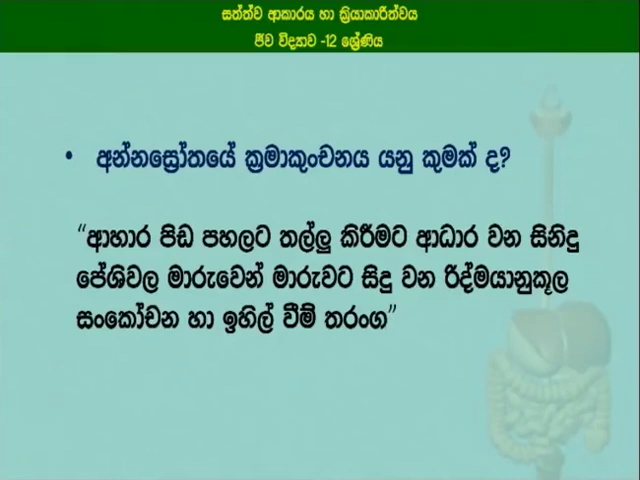 සත්ත්ව ආකාරය හා ක්‍රියාකාරීත්වය
ජීව විද්‍යාව -12 ශ්‍රේණිය
• අන්නස්‍රෝතයේ ක්‍රමාකුංචනය යනු කුමක් ද?
“ආහාර පිඩ පහලට තල්ලු කිරීමට ආධාර වන සිනිදු
පේශිවල මාරුවෙන් මාරුවට සිදු වන රිද්මයානුකූල
සංකෝචන හා ඉහිල් වීම් තරංග”